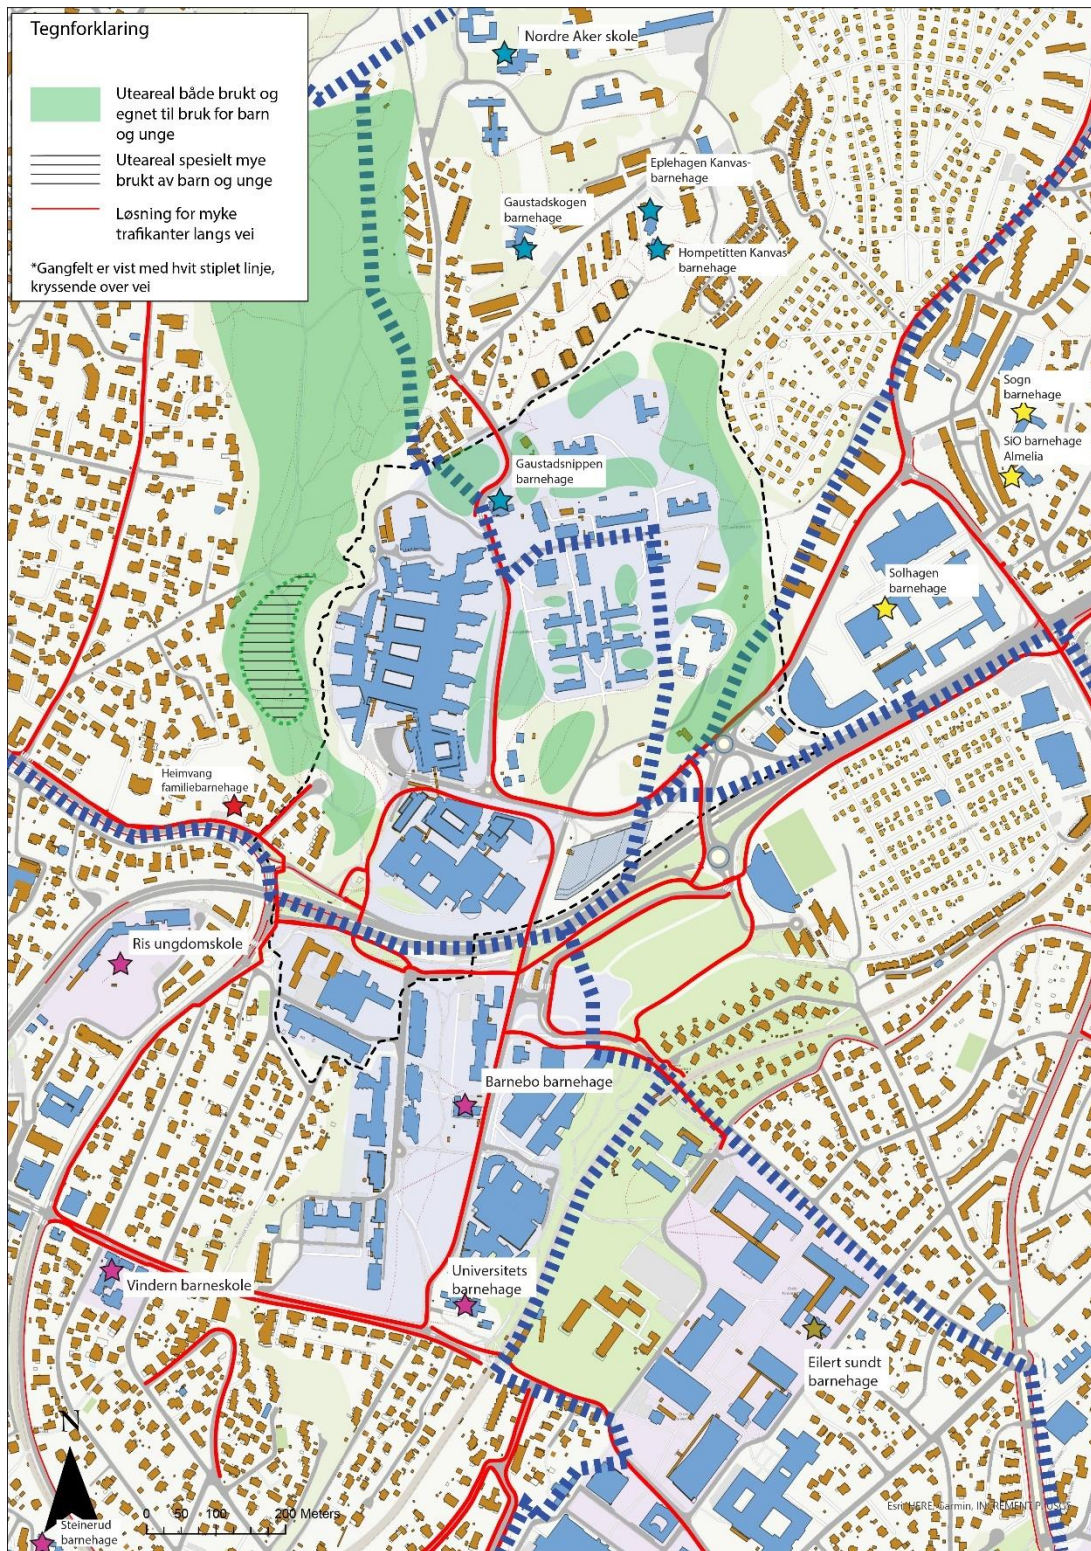 Tegnforklaring
Uteareal både brukt og
egnet til bruk for barn
og unge
Uteareal spesielt mye
brukt av barn og unge
Løsning for myke
trafikanter langs vei
*Gangfelt er vist med hvit stiplet linje,
kryssende over vei
Nordre Aker skole
Eplehagen Kanvas-
barnehage
Gaustadskogen
barnehage
Hompetitten Kanvas
barnehage
Sogn
barnehage
SiO barnehage
Almelia
Gaustadsnippen
barnehage
Solhagen
barnehage
Heimvang
familiebarnehage
Ris ungdomskole
Barnebo barnehage
Vindern barneskole
Universitets
barnehage
Eilert sundt
barnehage
N
0 50 100 200 Meters
Steinerud
barnehage
Esri, HERE, Garmin, INCREMENT P, USGS